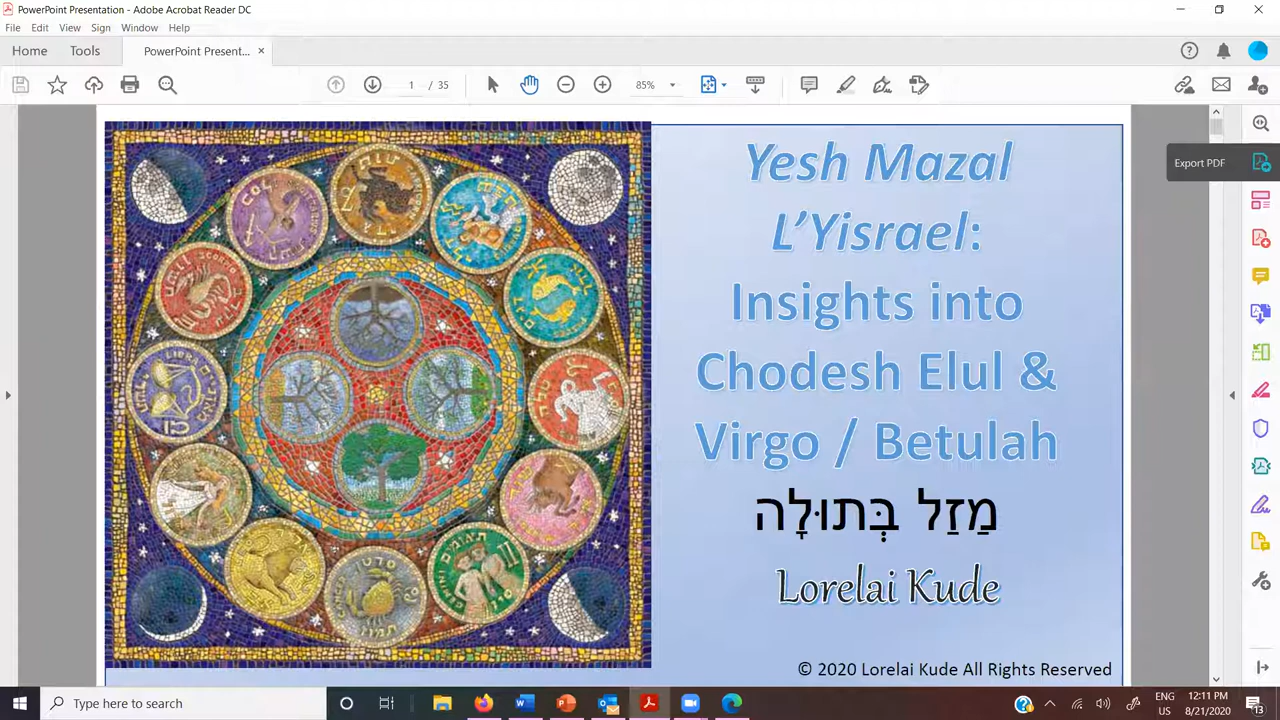 PowerPoint Presentation - Adobe Acrobat Reader DC
File Edit View Sign Window Help
Home Tools PowerPoint Present... ×
1 / 35 85%
Export PDF
Yesh Mazal
L’Yisrael:
Insights into
Chodesh Elul &
Virgo / Betulah
מַזַל בְּתוּלָה
Lorelai Kude
© 2020 Lorelai Kude All Rights Reserved
Type here to search
ENG
US
12:11 PM
8/21/2020
13